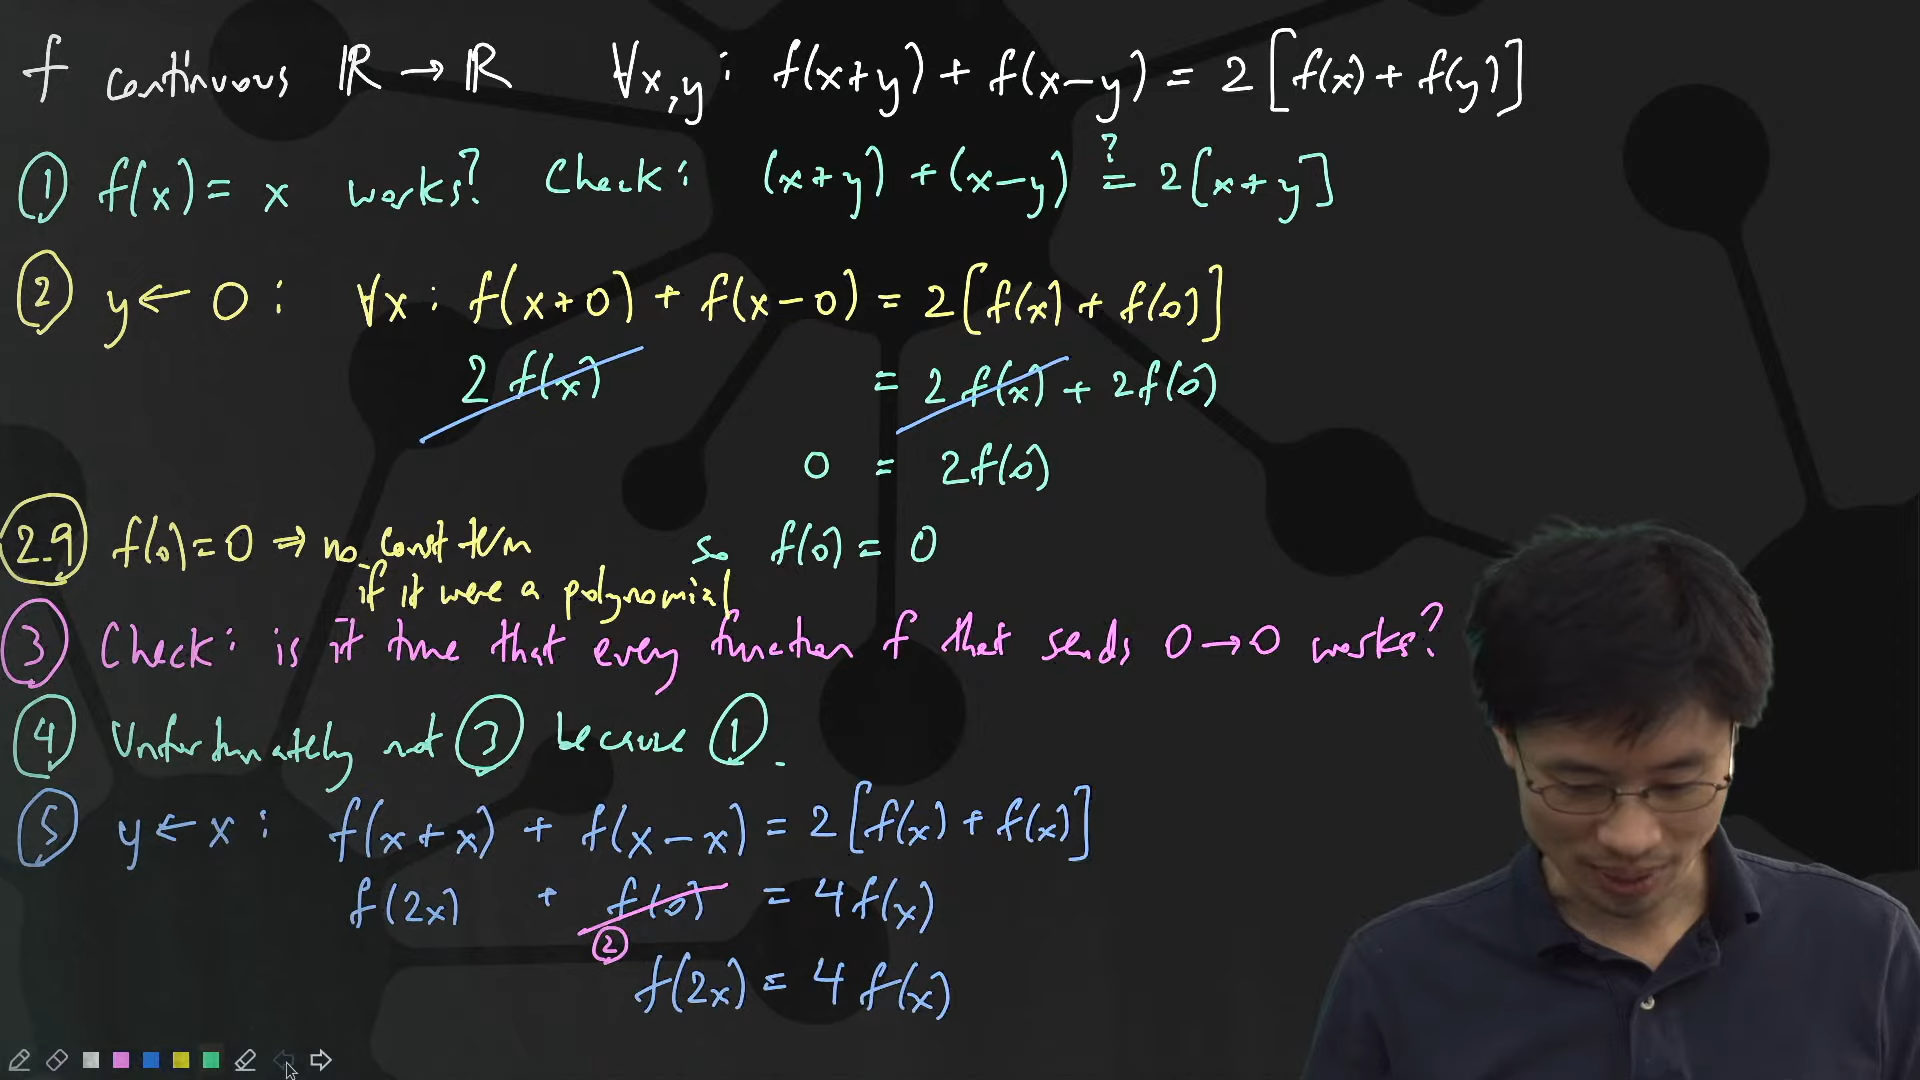 f continuous ℝ → ℝ ∀x,y: f(x+y) + f(x−y) = 2[f(x) + f(y)]
① f(x) = x works? Check: (x+y) + (x−y) ≟ 2[x+y]
② y ← 0: ∀x: f(x+0) + f(x−0) = 2[f(x) + f(0)]
2f(x) = 2f(x) + 2f(0)
0 = 2f(0)
2.9 f(0) = 0 ⇒ no const term so f(0) = 0
if it were a polynomial
③ Check: is it true that every function f that sends 0→0 works?
④ Unfortunately not ③ because ①.
⑤ y ← x: f(x+x) + f(x−x) = 2[f(x) + f(x)]
f(2x) + f(0) = 4f(x)
②
f(2x) = 4f(x)